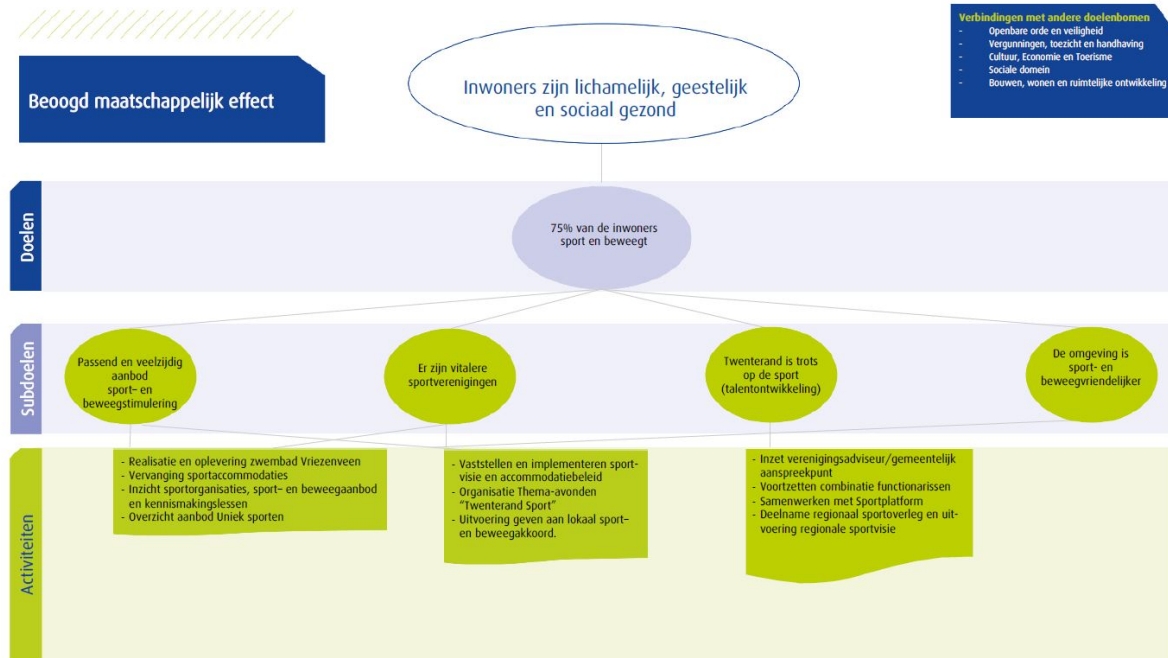 Beoogd maatschappelijk effect
Inwoners zijn lichamelijk, geestelijk
en sociaal gezond
Verbindingen met andere doelenbomen
- Openbare orde en veiligheid
- Vergunningen, toezicht en handhaving
- Cultuur, Economie en Toerisme
- Sociale domein
- Bouwen, wonen en ruimtelijke ontwikkeling
Doelen
75% van de inwoners
sport en beweegt
Subdoelen
Passend en veelzijdig
aanbod
sport– en
beweegstimulering
Er zijn vitalere
sportverenigingen
Twenterand is trots
op de sport
(talentontwikkeling)
De omgeving is
sport- en
beweegvriendelijker
Activiteiten
- Realisatie en oplevering zwembad Vriezenveen
- Vervanging sportaccommodaties
- Inzicht sportorganisaties, sport– en beweegaanbod
en kennismakingslessen
- Overzicht aanbod Uniek sporten
- Vaststellen en implementeren sport-
visie en accommodatiebeleid
- Organisatie Thema-avonden
"Twenterand Sport"
- Uitvoering geven aan lokaal sport–
en beweegakkoord.
- Inzet verenigingsadviseur/gemeentelijk
aanspreekpunt
- Voortzetten combinatie functionarissen
- Samenwerken met Sportplatform
- Deelname regionaal sportoverleg en uit-
voering regionale sportvisie